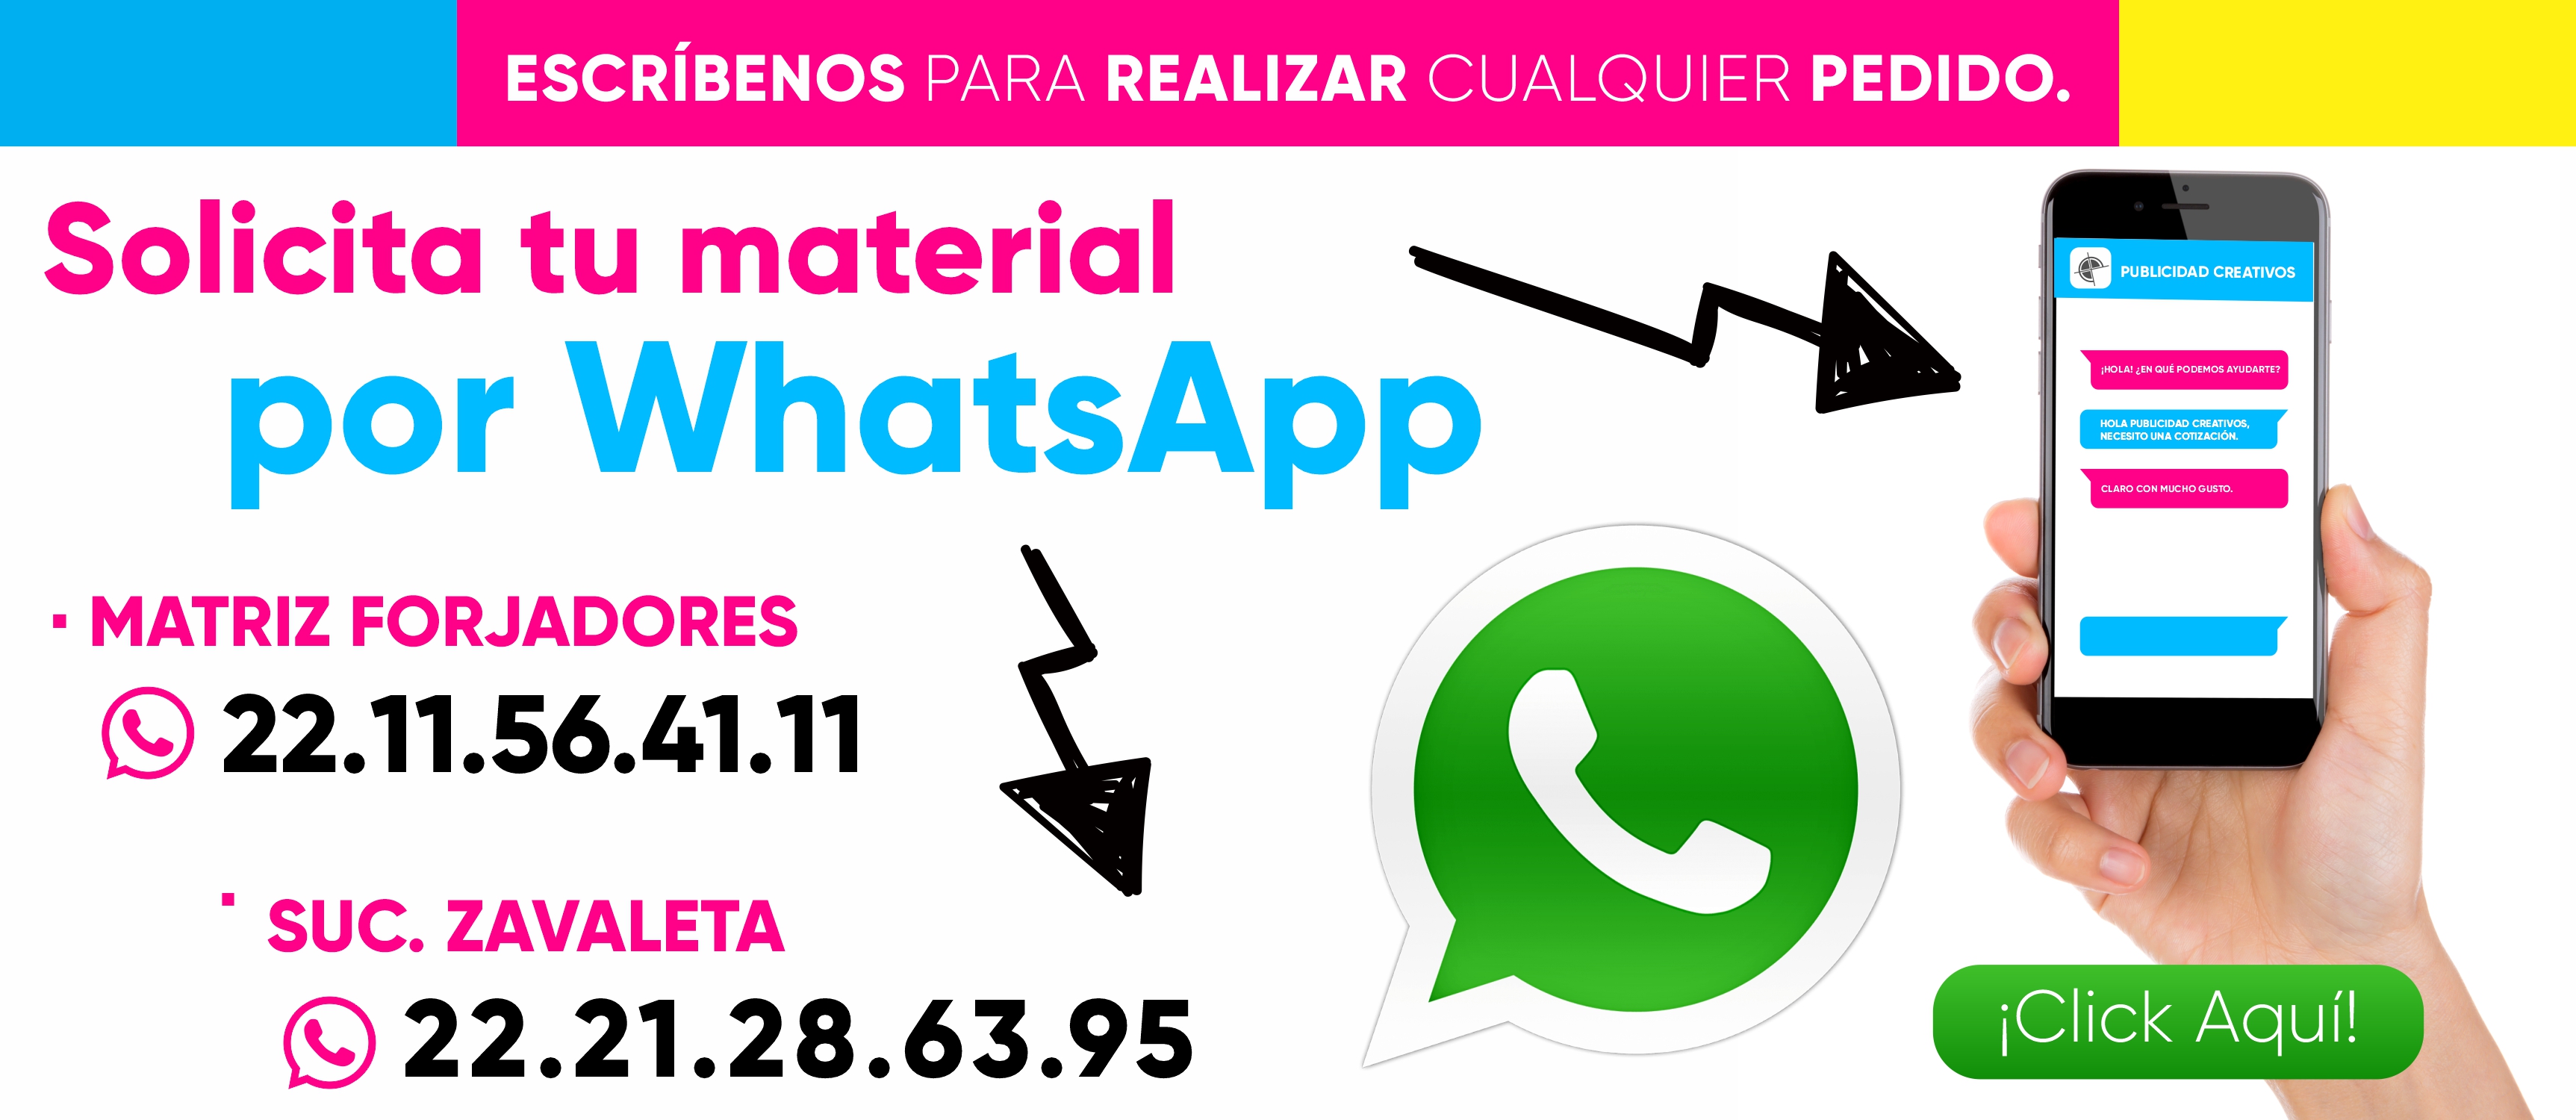 ESCRÍBENOS PARA REALIZAR CUALQUIER PEDIDO.
Solicita tu material
por WhatsApp
· MATRIZ FORJADORES
22.11.56.41.11
· SUC. ZAVALETA
22.21.28.63.95
PUBLICIDAD CREATIVOS
¡HOLA! ¿EN QUÉ PODEMOS AYUDARTE?
HOLA PUBLICIDAD CREATIVOS,
NECESITO UNA COTIZACIÓN.
CLARO CON MUCHO GUSTO.
¡Click Aquí!